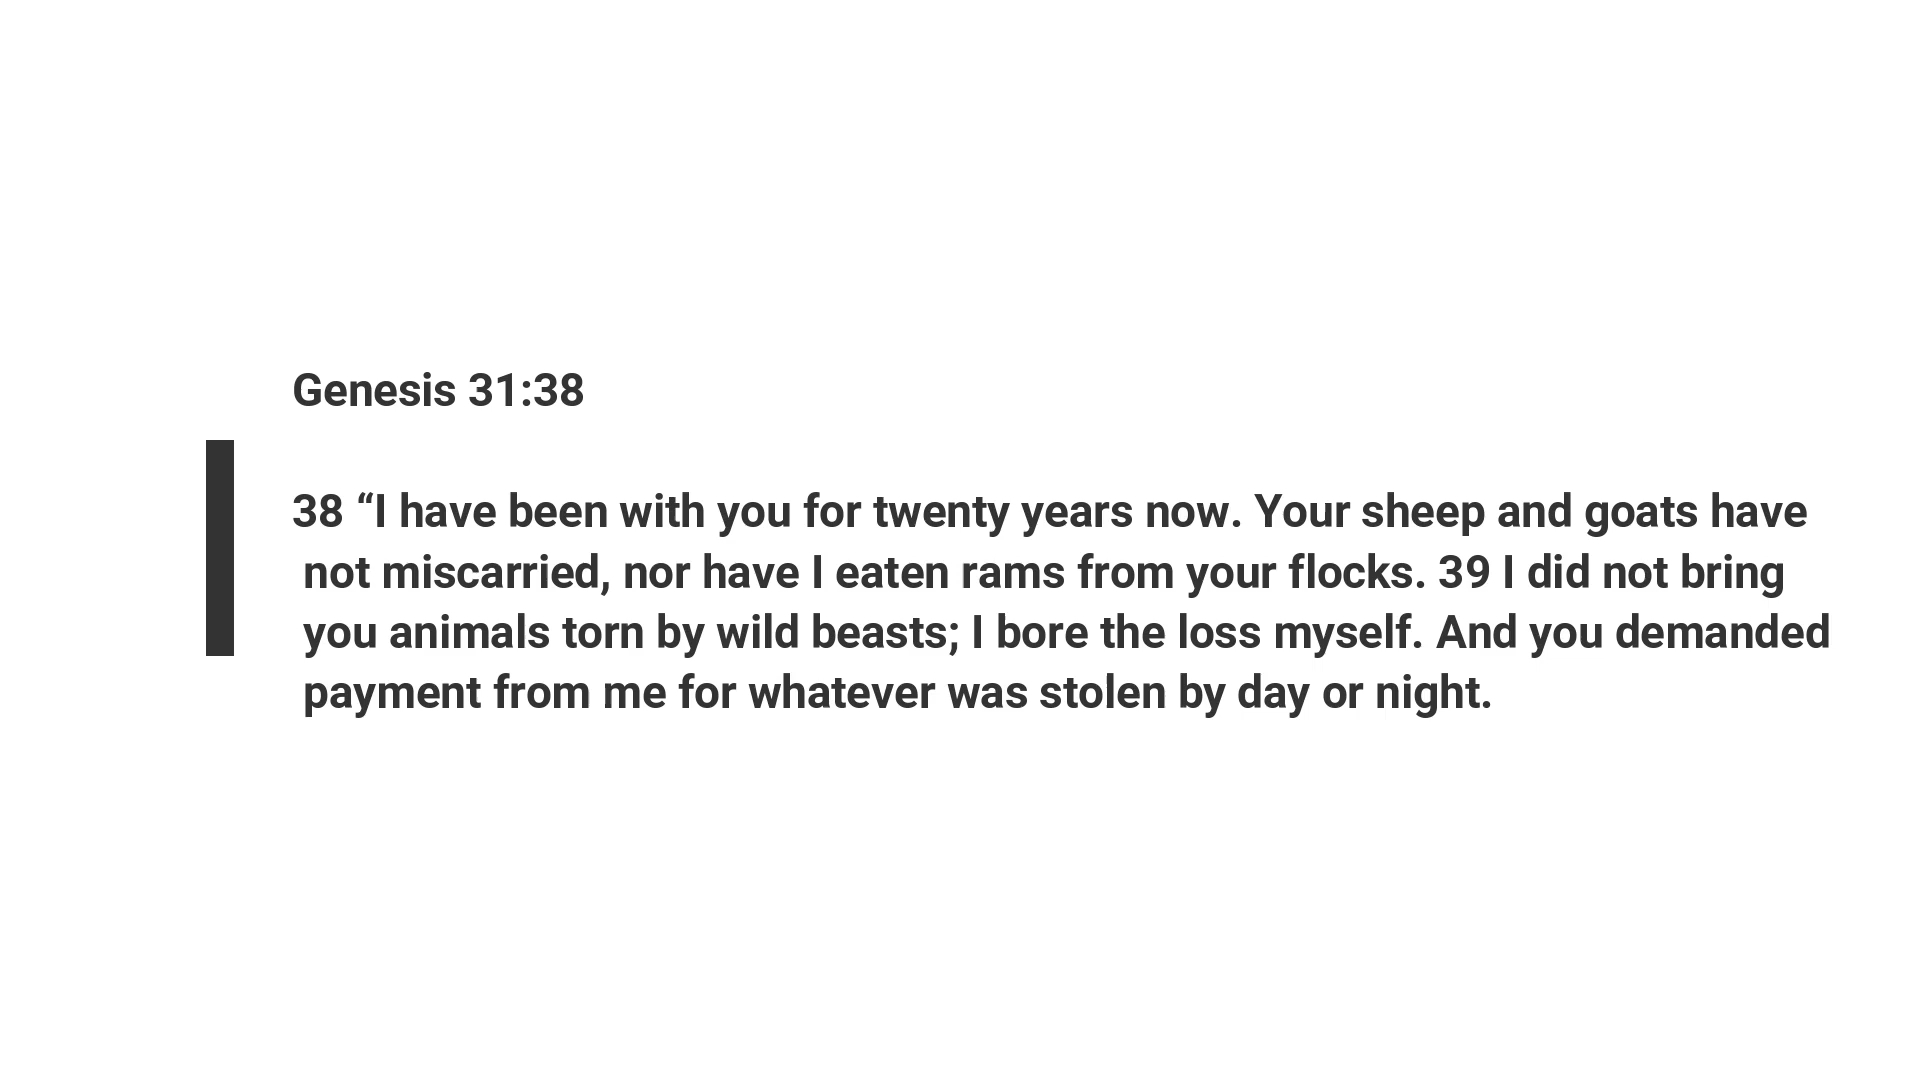 Genesis 31:38
38 “I have been with you for twenty years now. Your sheep and goats have
not miscarried, nor have I eaten rams from your flocks. 39 I did not bring
you animals torn by wild beasts; I bore the loss myself. And you demanded
payment from me for whatever was stolen by day or night.